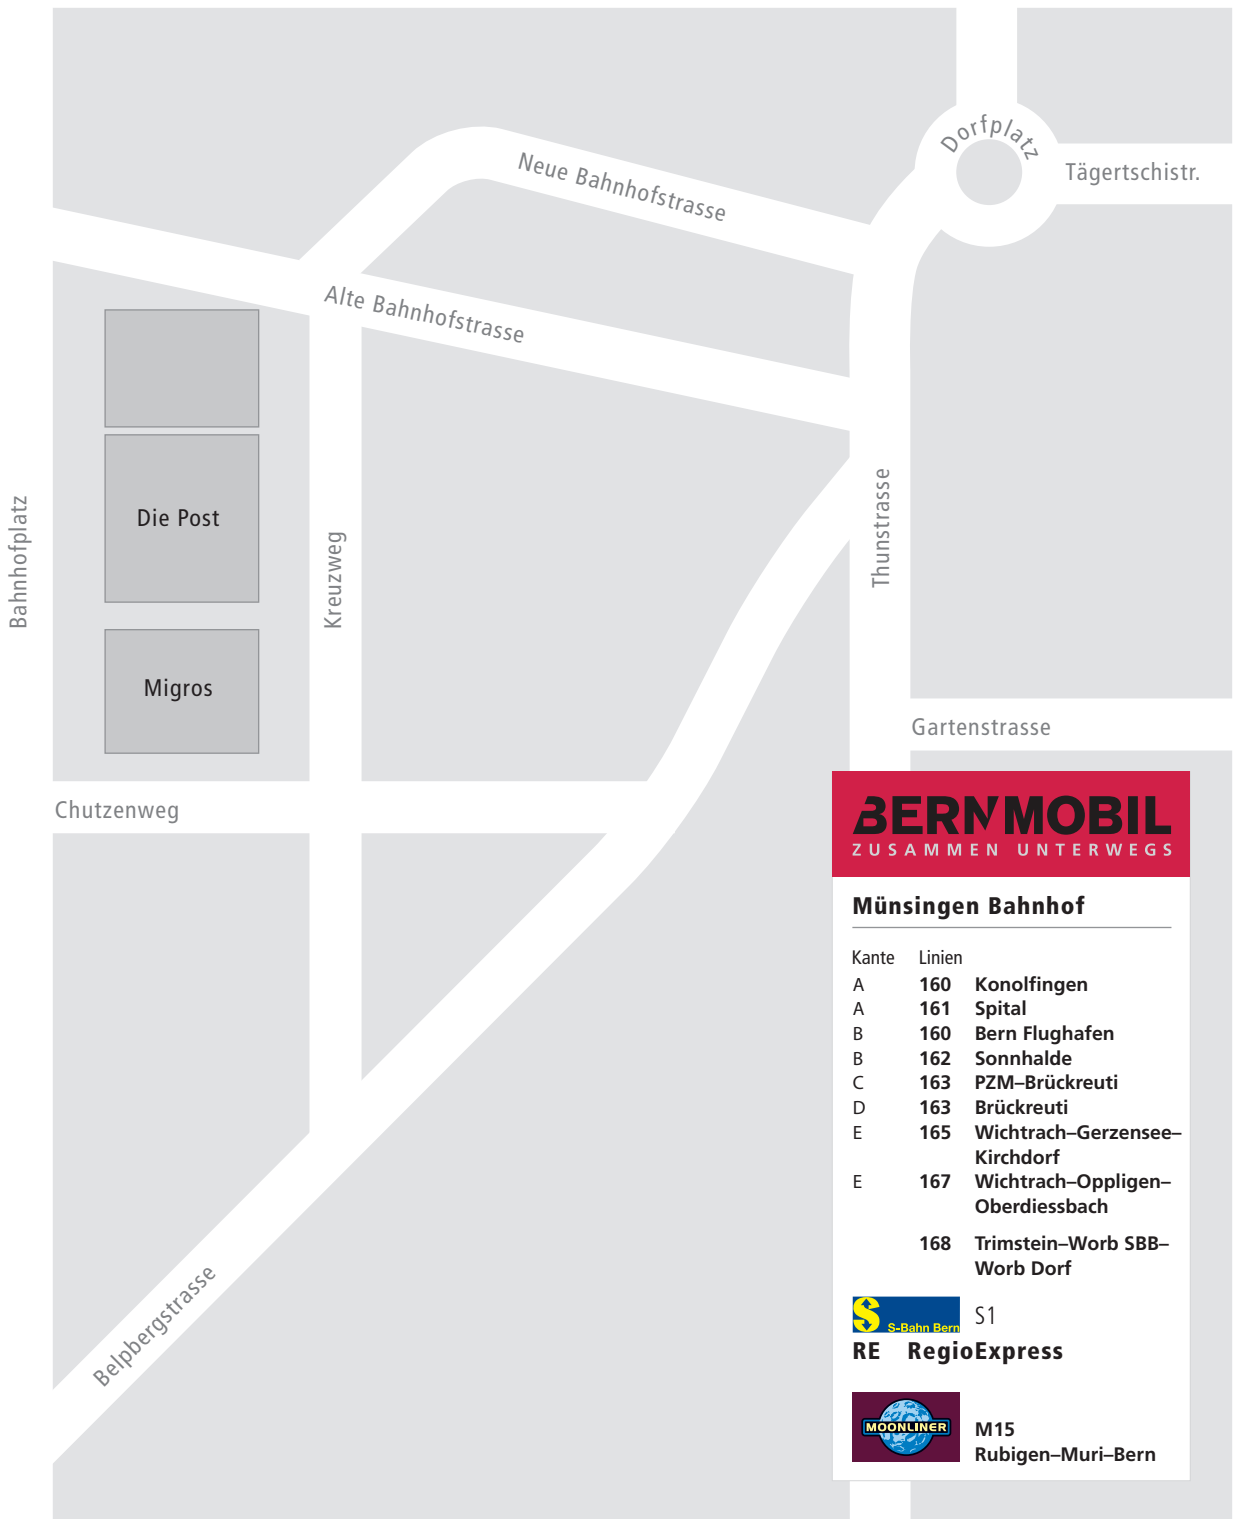 Dorfplatz
Tägertschistr.
Neue Bahnhofstrasse
Alte Bahnhofstrasse
Bahnhofplatz
Die Post
Kreuzweg
Thunstrasse
Migros
Gartenstrasse
Chutzenweg
Belpbergstrasse
BERNMOBIL
ZUSAMMEN UNTERWEGS
Münsingen Bahnhof
Kante Linien
A 160 Konolfingen
A 161 Spital
B 160 Bern Flughafen
B 162 Sonnhalde
C 163 PZM–Brückreuti
D 163 Brückreuti
E 165 Wichtrach–Gerzensee–
Kirchdorf
E 167 Wichtrach–Oppligen–
Oberdiessbach
168 Trimstein–Worb SBB–
Worb Dorf
S S-Bahn Bern S1
RE RegioExpress
MOONLINER M15
Rubigen–Muri–Bern